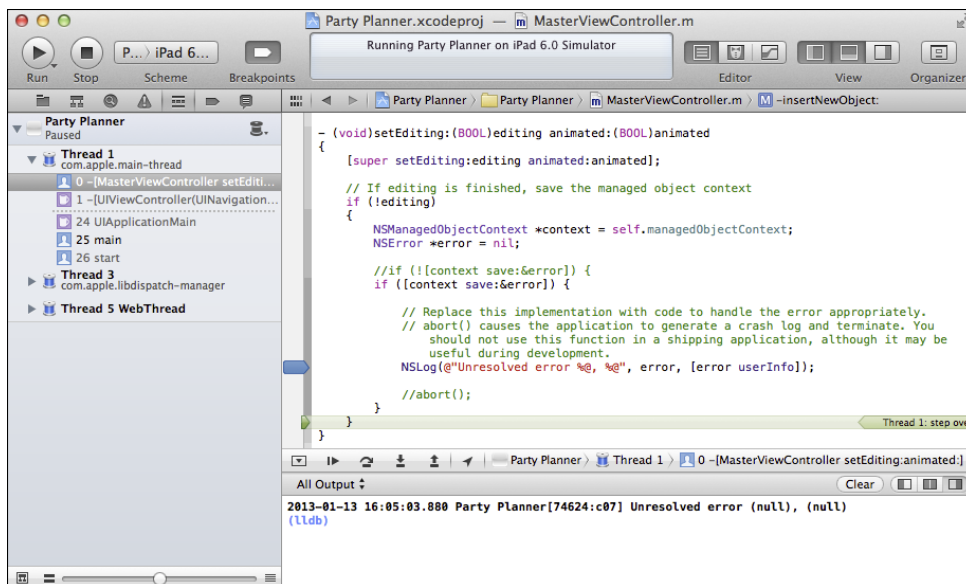 Party Planner.xcodeproj — MasterViewController.m
P... ⟩ iPad 6...
Running Party Planner on iPad 6.0 Simulator
Run Stop Scheme Breakpoints Editor View Organizer
Party Planner ⟩ Party Planner ⟩ m MasterViewController.m ⟩ M -insertNewObject:
Party Planner
Paused
Thread 1
com.apple.main-thread
0 -[MasterViewController setEditi...
1 -[UIViewController(UINavigation...
24 UIApplicationMain
25 main
26 start
Thread 3
com.apple.libdispatch-manager
Thread 5 WebThread
- (void)setEditing:(BOOL)editing animated:(BOOL)animated
{
[super setEditing:editing animated:animated];
// If editing is finished, save the managed object context
if (!editing)
{
NSManagedObjectContext *context = self.managedObjectContext;
NSError *error = nil;
//if (![context save:&error]) {
if ([context save:&error]) {
// Replace this implementation with code to handle the error appropriately.
// abort() causes the application to generate a crash log and terminate. You
should not use this function in a shipping application, although it may be
useful during development.
NSLog(@"Unresolved error %@, %@", error, [error userInfo]);
//abort();
}
} Thread 1: step ove
}
Party Planner ⟩ Thread 1 ⟩ 0 -[MasterViewController setEditing:animated:]
All Output Clear
2013-01-13 16:05:03.880 Party Planner[74624:c07] Unresolved error (null), (null)
(lldb)